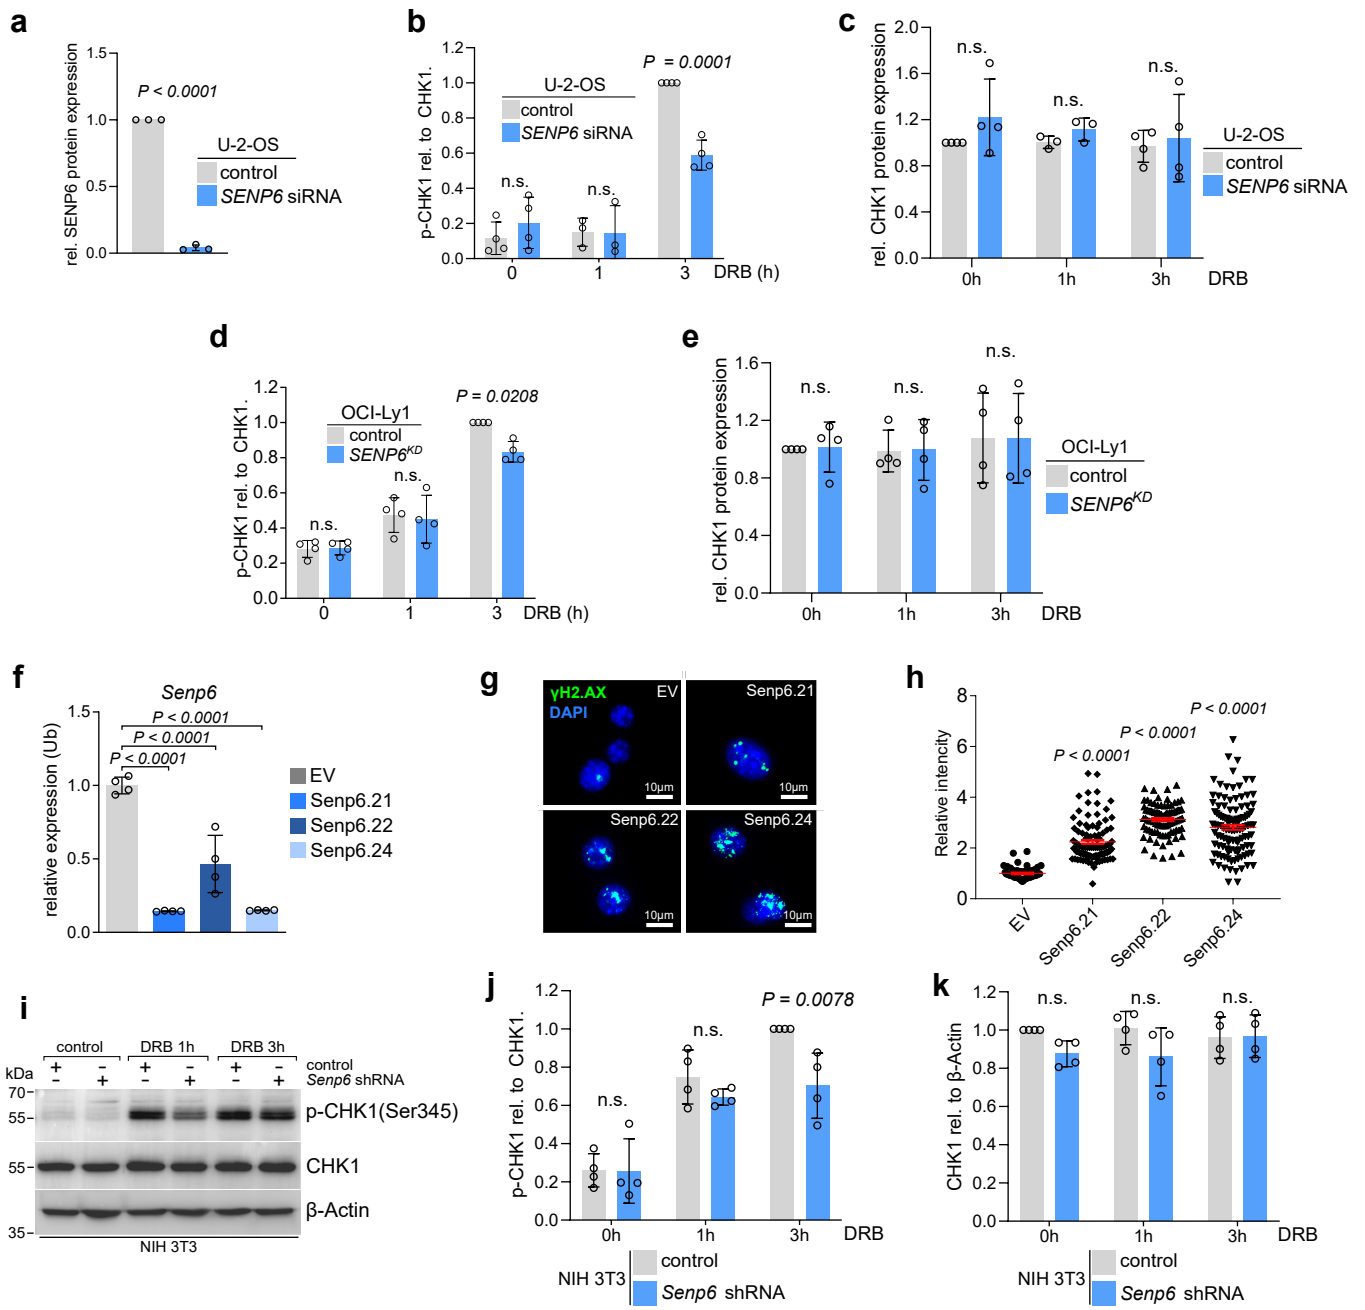 a
rel. SENP6 protein expression
1.5
1.0
0.5
0.0
P < 0.0001
U-2-OS
control
SENP6 siRNA
b
p-CHK1 rel. to CHK1.
1.2
1.0
0.8
0.6
0.4
0.2
0.0
U-2-OS
control
SENP6 siRNA
P = 0.0001
n.s.
n.s.
0
1
3
DRB (h)
c
rel. CHK1 protein expression
2.0
1.6
1.2
0.8
0.4
0.0
n.s.
n.s.
n.s.
U-2-OS
control
SENP6 siRNA
0h
1h
3h
DRB
d
p-CHK1 rel. to CHK1.
1.2
1.0
0.8
0.6
0.4
0.2
0.0
OCI-Ly1
control
SENP6KD
P = 0.0208
n.s.
n.s.
0
1
3
DRB (h)
e
rel. CHK1 protein expression
1.6
1.2
0.8
0.4
0.0
n.s.
n.s.
n.s.
OCI-Ly1
control
SENP6KD
0h
1h
3h
DRB
f
Senp6
relative expression (Ub)
1.5
1.0
0.5
0.0
P < 0.0001
P < 0.0001
P < 0.0001
EV
Senp6.21
Senp6.22
Senp6.24
g
γH2.AX
DAPI
EV
10µm
Senp6.21
10µm
Senp6.22
10µm
Senp6.24
10µm
h
Relative intencity
8
6
4
2
0
P < 0.0001
P < 0.0001
P < 0.0001
EV
Senp6.21
Senp6.22
Senp6.24
i
control
DRB 1h
DRB 3h
kDa
+ - + - + - control
- + - + - + Senp6 shRNA
70
55
p-CHK1(Ser345)
55
CHK1
35
β-Actin
NIH 3T3
j
p-CHK1 rel. to CHK1.
1.2
1.0
0.8
0.6
0.4
0.2
0.0
n.s.
n.s.
P = 0.0078
0h
1h
3h
DRB
NIH 3T3
control
Senp6 shRNA
k
CHK1 rel. to β-Actin
1.2
1.0
0.8
0.6
0.4
0.2
0.0
n.s.
n.s.
n.s.
0h
1h
3h
DRB
NIH 3T3
control
Senp6 shRNA